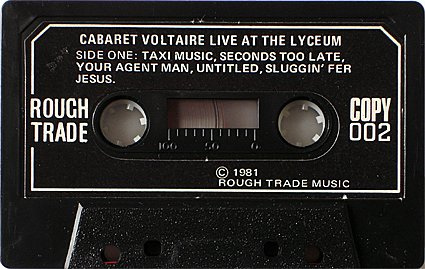 CABARET VOLTAIRE LIVE AT THE LYCEUM
SIDE ONE: TAXI MUSIC, SECONDS TOO LATE,
YOUR AGENT MAN, UNTITLED, SLUGGIN' FER
JESUS.
ROUGH
TRADE
COPY
002
100 50 0
© 1981
ROUGH TRADE MUSIC